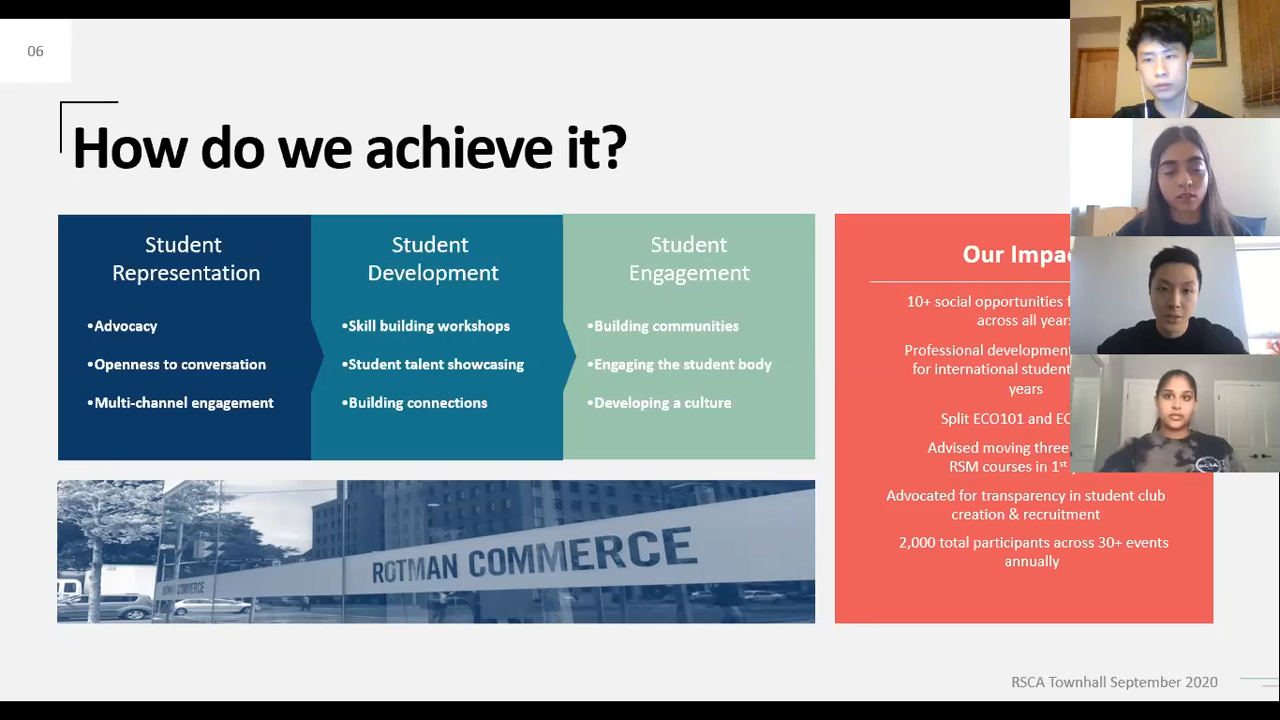 06
How do we achieve it?
Student
Representation
•Advocacy
•Openness to conversation
•Multi-channel engagement
Student
Development
•Skill building workshops
•Student talent showcasing
•Building connections
Student
Engagement
•Building communities
•Engaging the student body
•Developing a culture
Our
10+ social opportunities
across all
Professional development
for international
years
Split ECO101 and
Advised moving three
RSM courses in 1st
Advocated for transparency in student club
creation & recruitment
2,000 total participants across 30+ events
annually
ROTMAN COMMERCE
ROTMAN COMMERCE
RSCA Townhall September 2020